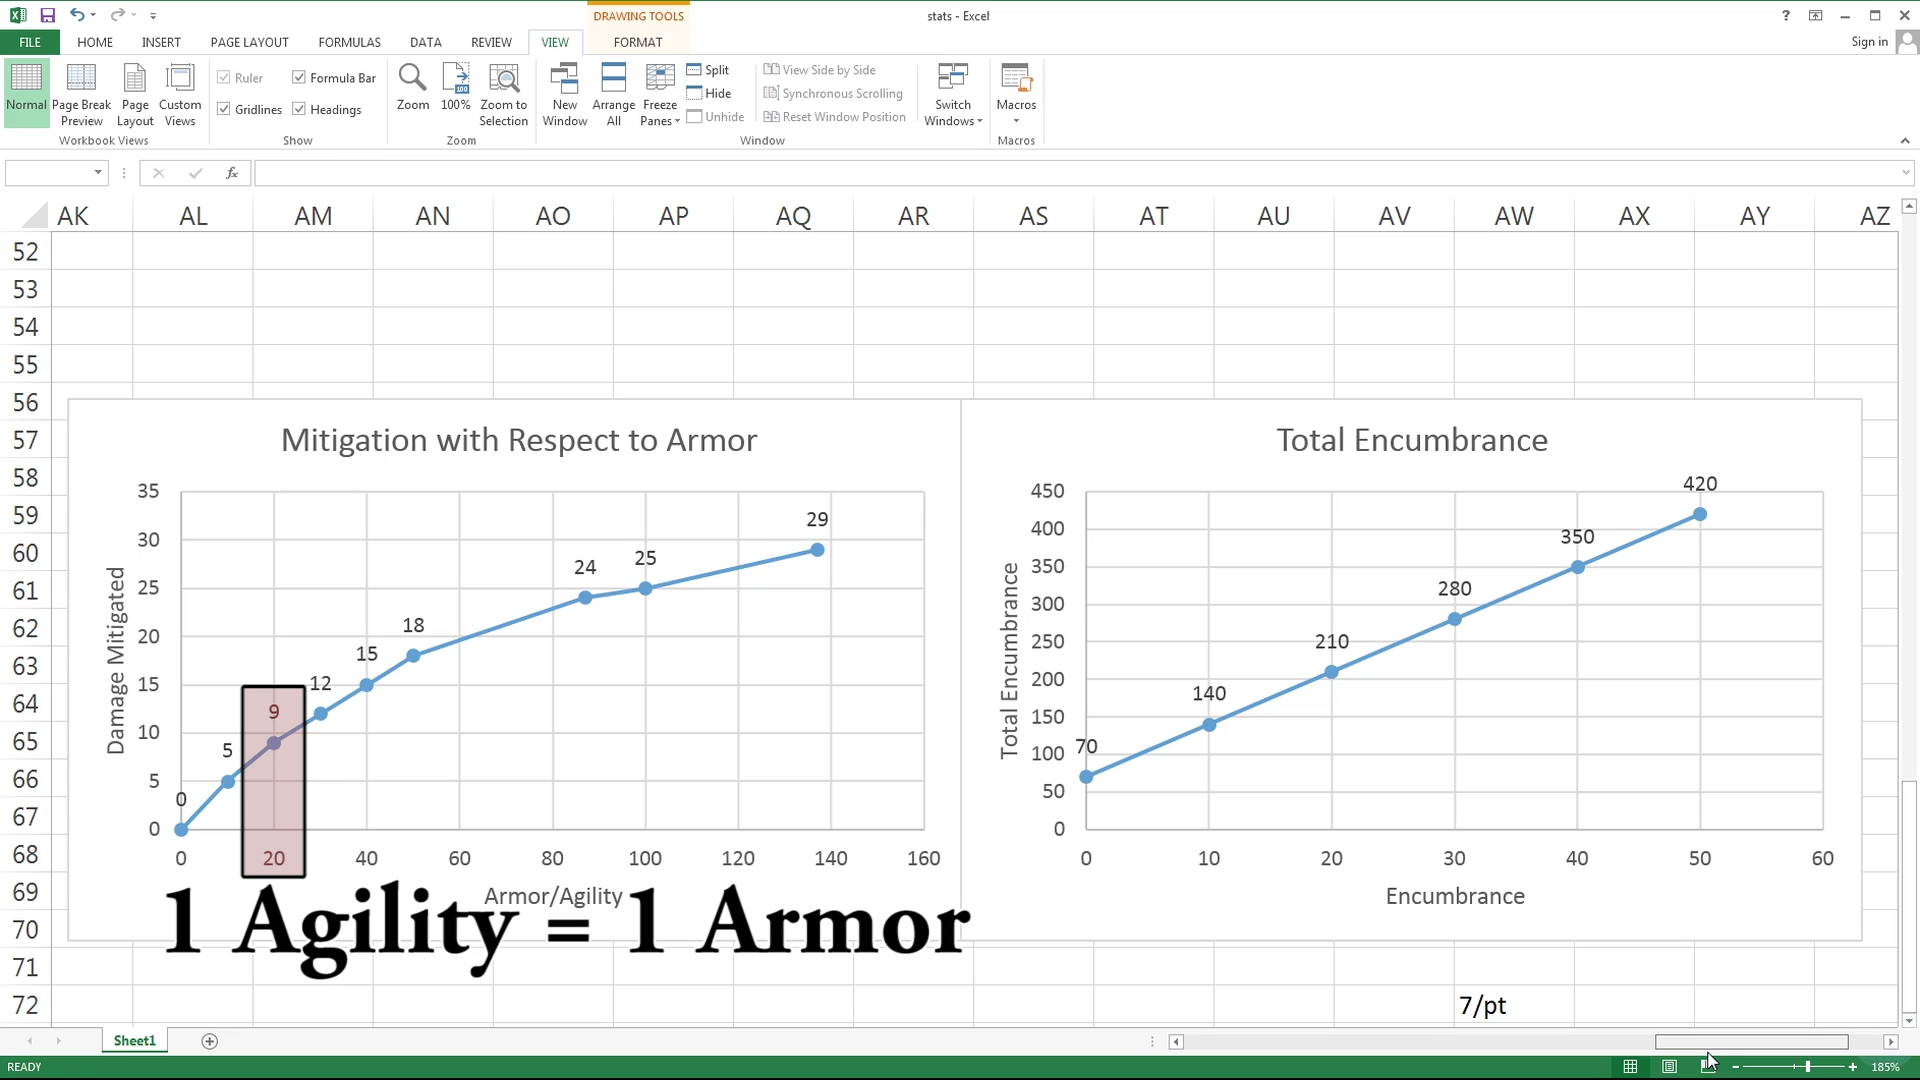 DRAWING TOOLS
stats - Excel
?
FILE HOME INSERT PAGE LAYOUT FORMULAS DATA REVIEW VIEW FORMAT
Sign in
Normal
Page Break Preview
Page Layout
Custom Views
Workbook Views
Ruler
Formula Bar
Gridlines
Headings
Show
Zoom
100%
Zoom to Selection
Zoom
New Window
Arrange All
Freeze Panes
Split
Hide
Unhide
View Side by Side
Synchronous Scrolling
Reset Window Position
Window
Switch Windows
Macros
Macros
fx
AK AL AM AN AO AP AQ AR AS AT AU AV AW AX AY AZ
52
53
54
55
56
57
58
59
60
61
62
63
64
65
66
67
68
69
70
71
72
Mitigation with Respect to Armor
Damage Mitigated
35
30
25
20
15
10
5
0
0
5
9
12
15
18
24
25
29
0 20 40 60 80 100 120 140 160
Armor/Agility
1 Agility = 1 Armor
Total Encumbrance
Total Encumbrance
450
400
350
300
250
200
150
100
50
0
70
140
210
280
350
420
0 10 20 30 40 50 60
Encumbrance
7/pt
Sheet1
READY
185%